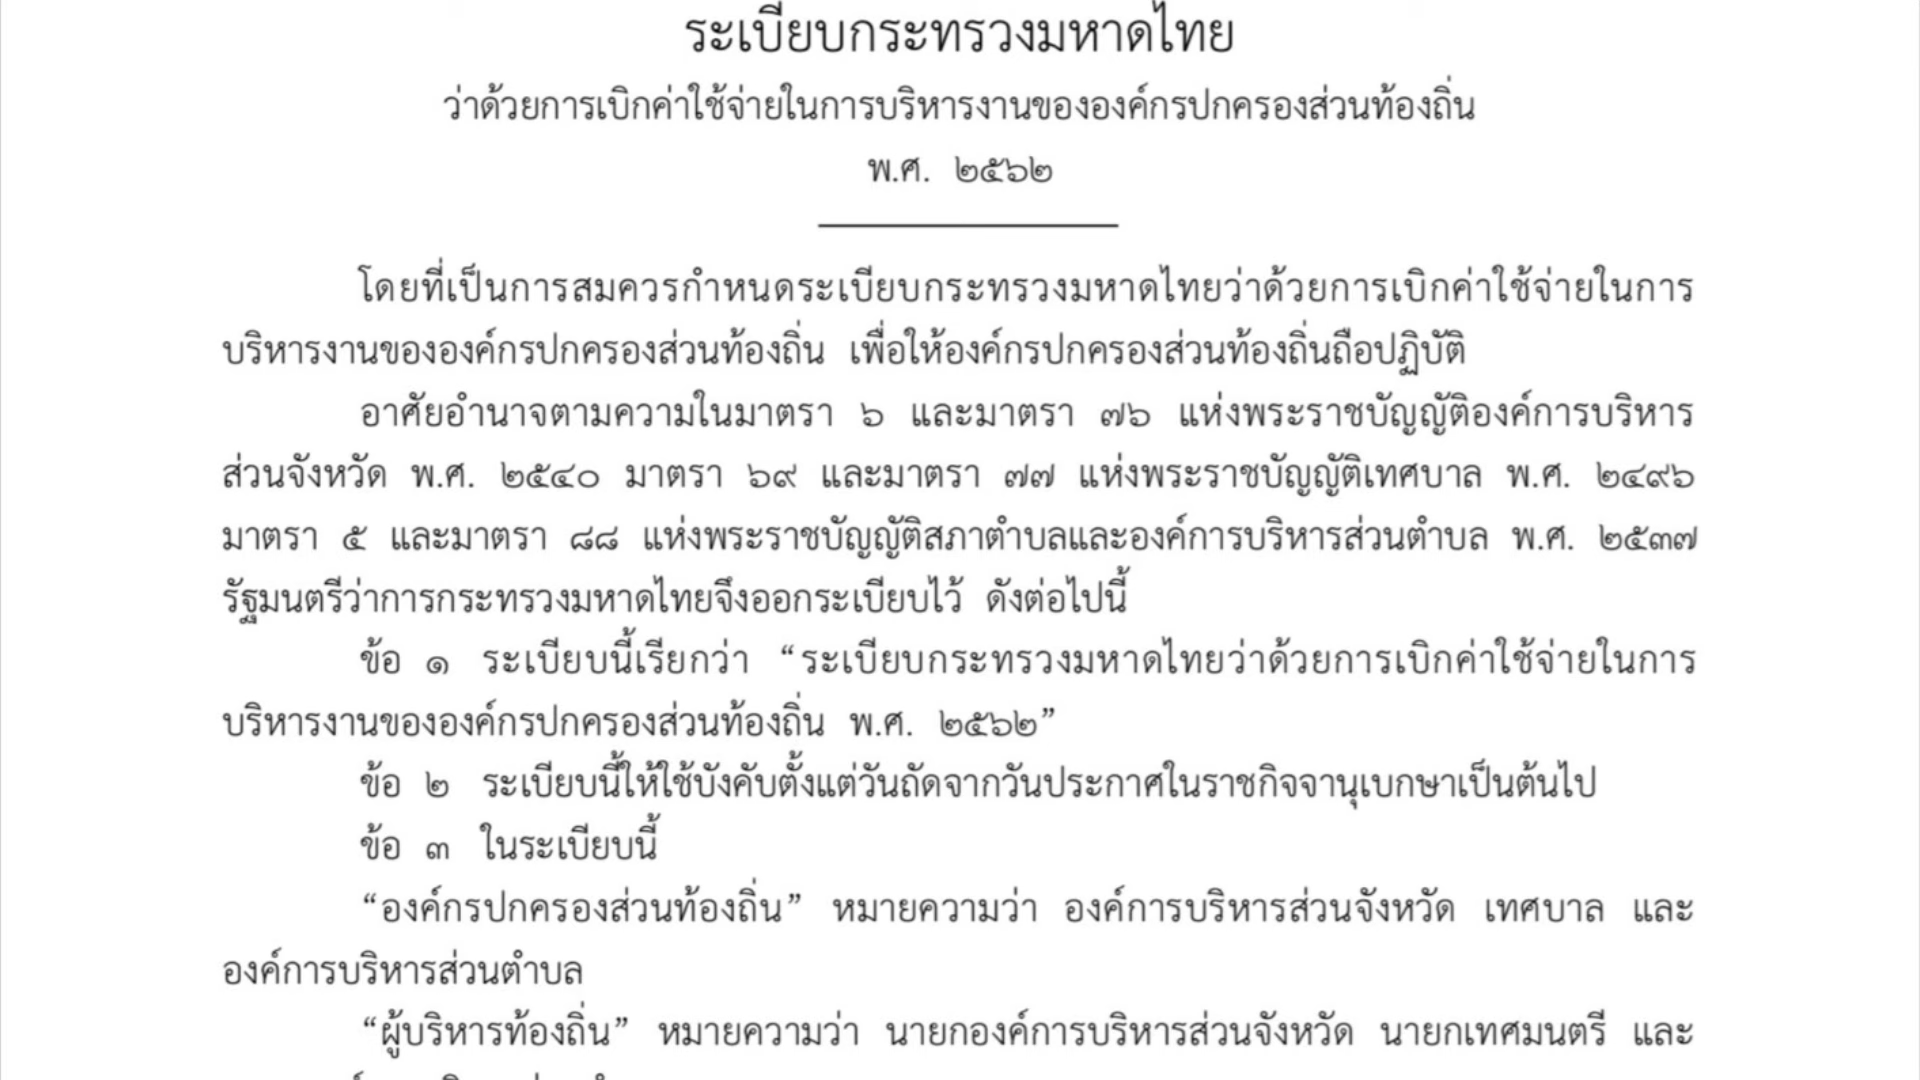 ระเบียบกระทรวงมหาดไทย
ว่าด้วยการเบิกค่าใช้จ่ายในการบริหารงานขององค์กรปกครองส่วนท้องถิ่น
พ.ศ. ๒๕๖๒
โดยที่เป็นการสมควรกำหนดระเบียบกระทรวงมหาดไทยว่าด้วยการเบิกค่าใช้จ่ายในการ
บริหารงานขององค์กรปกครองส่วนท้องถิ่น เพื่อให้องค์กรปกครองส่วนท้องถิ่นถือปฏิบัติ
อาศัยอำนาจตามความในมาตรา ๖ และมาตรา ๗๖ แห่งพระราชบัญญัติองค์การบริหาร
ส่วนจังหวัด พ.ศ. ๒๕๔๐ มาตรา ๖๙ และมาตรา ๗๗ แห่งพระราชบัญญัติเทศบาล พ.ศ. ๒๔๙๖
มาตรา ๕ และมาตรา ๘๘ แห่งพระราชบัญญัติสภาตำบลและองค์การบริหารส่วนตำบล พ.ศ. ๒๕๓๗
รัฐมนตรีว่าการกระทรวงมหาดไทยจึงออกระเบียบไว้ ดังต่อไปนี้
ข้อ ๑ ระเบียบนี้เรียกว่า “ระเบียบกระทรวงมหาดไทยว่าด้วยการเบิกค่าใช้จ่ายในการ
บริหารงานขององค์กรปกครองส่วนท้องถิ่น พ.ศ. ๒๕๖๒”
ข้อ ๒ ระเบียบนี้ให้ใช้บังคับตั้งแต่วันถัดจากวันประกาศในราชกิจจานุเบกษาเป็นต้นไป
ข้อ ๓ ในระเบียบนี้
“องค์กรปกครองส่วนท้องถิ่น” หมายความว่า องค์การบริหารส่วนจังหวัด เทศบาล และ
องค์การบริหารส่วนตำบล
“ผู้บริหารท้องถิ่น” หมายความว่า นายกองค์การบริหารส่วนจังหวัด นายกเทศมนตรี และ